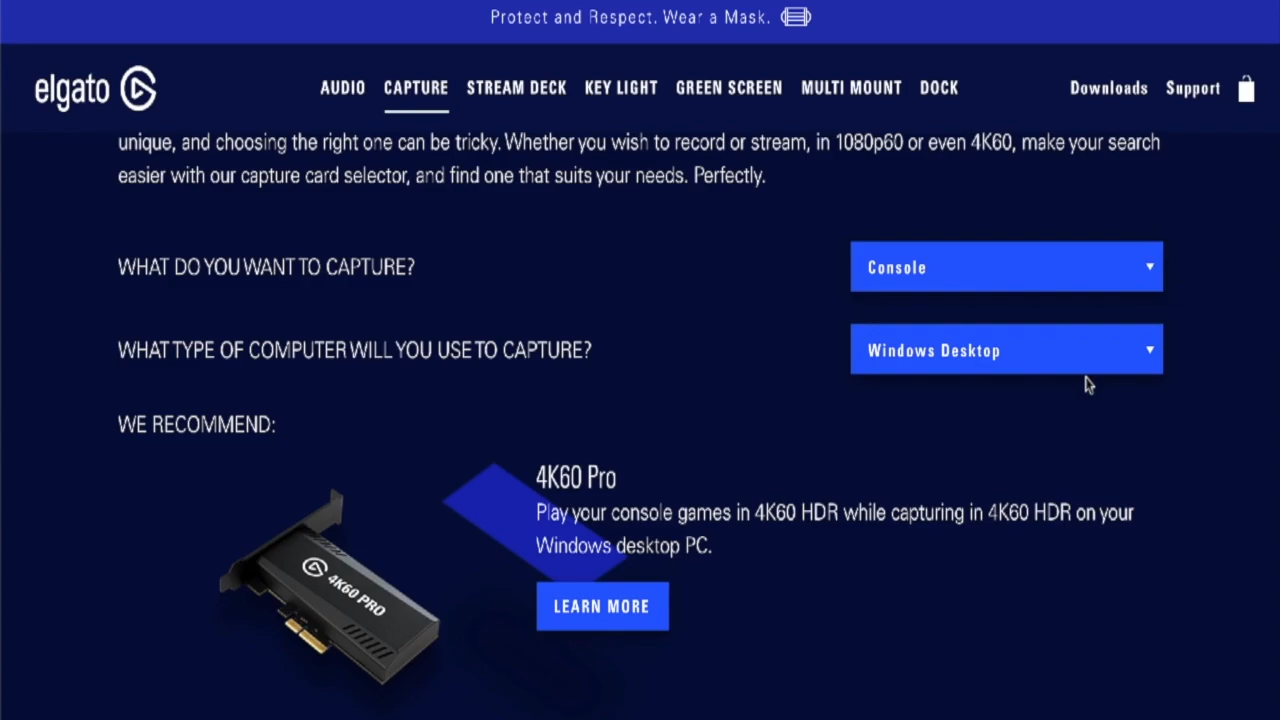 Protect and Respect. Wear a Mask.
elgato
AUDIO CAPTURE STREAM DECK KEY LIGHT GREEN SCREEN MULTI MOUNT DOCK
Downloads Support
unique, and choosing the right one can be tricky. Whether you wish to record or stream, in 1080p60 or even 4K60, make your search
easier with our capture card selector, and find one that suits your needs. Perfectly.
WHAT DO YOU WANT TO CAPTURE?
Console
WHAT TYPE OF COMPUTER WILL YOU USE TO CAPTURE?
Windows Desktop
WE RECOMMEND:
4K60 Pro
Play your console games in 4K60 HDR while capturing in 4K60 HDR on your
Windows desktop PC.
4K60 PRO
LEARN MORE